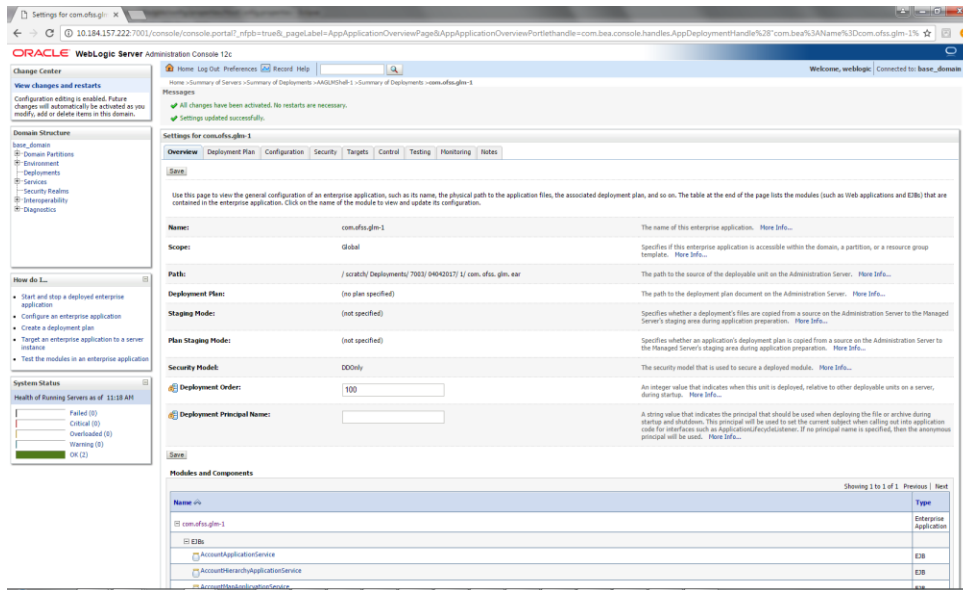 Settings for com.ofss.gl
10.184.157.222:7001/console/console.portal?_nfpb=true&_pageLabel=AppApplicationOverviewPage&AppApplicationOverviewPortlethandle=com.bea.console.handles.AppDeploymentHandle%28"com.bea%3AName%3Dcom.ofss.glm-1%
ORACLE WebLogic Server Administration Console 12c
Change Center
View changes and restarts
Configuration editing is enabled. Future
changes will automatically be activated as you
modify, add or delete items in this domain.
Domain Structure
base_domain
Domain Partitions
Environment
Deployments
Services
Security Realms
Interoperability
Diagnostics
How do I...
Start and stop a deployed enterprise
application
Configure an enterprise application
Create a deployment plan
Target an enterprise application to a server
instance
Test the modules in an enterprise application
System Status
Health of Running Servers as of 11:18 AM
Failed (0)
Critical (0)
Overloaded (0)
Warning (0)
OK (2)
Home Log Out Preferences Record Help
Welcome, weblogic Connected to: base_domain
Home >Summary of Servers >Summary of Deployments >AAGLMShell-1 >Summary of Deployments >com.ofss.glm-1
Messages
All changes have been activated. No restarts are necessary.
Settings updated successfully.
Settings for com.ofss.glm-1
Overview Deployment Plan Configuration Security Targets Control Testing Monitoring Notes
Save
Use this page to view the general configuration of an enterprise application, such as its name, the physical path to the application files, the associated deployment plan, and so on. The table at the end of the page lists the modules (such as Web applications and EJBs) that are
contained in the enterprise application. Click on the name of the module to view and update its configuration.
Name: com.ofss.glm-1 The name of this enterprise application. More Info...
Scope: Global Specifies if this enterprise application is accessible within the domain, a partition, or a resource group
template. More Info...
Path: / scratch/ Deployments/ 7003/ 04042017/ 1/ com. ofss. glm. ear The path to the source of the deployable unit on the Administration Server. More Info...
Deployment Plan: (no plan specified) The path to the deployment plan document on the Administration Server. More Info...
Staging Mode: (not specified) Specifies whether a deployment's files are copied from a source on the Administration Server to the Managed
Server's staging area during application preparation. More Info...
Plan Staging Mode: (not specified) Specifies whether an application's deployment plan is copied from a source on the Administration Server to
the Managed Server's staging area during application preparation. More Info...
Security Model: DDOnly The security model that is used to secure a deployed module. More Info...
Deployment Order: 100 An integer value that indicates when this unit is deployed, relative to other deployable units on a server,
during startup. More Info...
Deployment Principal Name: A string value that indicates the principal that should be used when deploying the file or archive during
startup and shutdown. This principal will be used to set the current subject when calling out into application
code for interfaces such as ApplicationLifecycleListener. If no principal name is specified, then the anonymous
principal will be used. More Info...
Save
Modules and Components
Showing 1 to 1 of 1 Previous | Next
Name Type
com.ofss.glm-1 Enterprise
Application
EJBs
AccountApplicationService EJB
AccountHierarchyApplicationService EJB
AccountMapApplicationService EJB